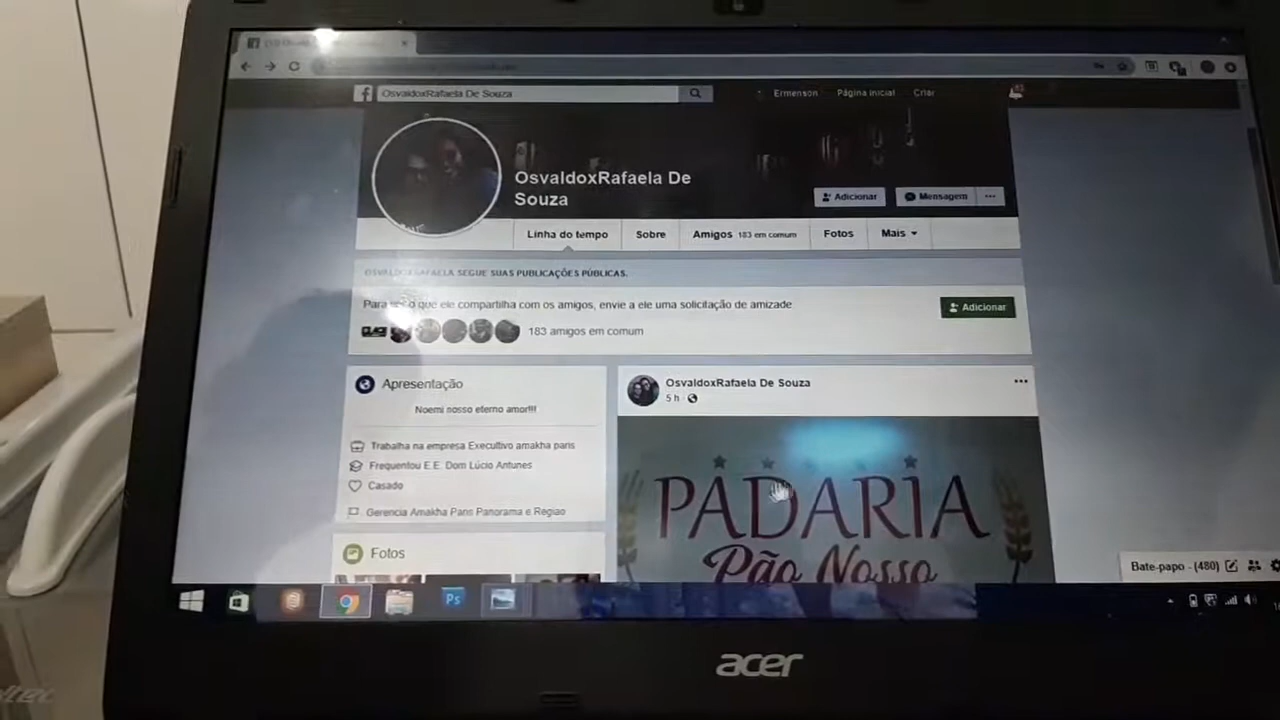 OsvaldoxRafaela De Souza
Ermenson
Página inicial
Criar
OsvaldoxRafaela De
Souza
Adicionar
Mensagem
Linha do tempo
Sobre
Amigos 183 em comum
Fotos
Mais
SEGUE SUAS PUBLICAÇÕES PÚBLICAS.
Para o que ele compartilha com os amigos, envie a ele uma solicitação de amizade
Adicionar
183 amigos em comum
Apresentação
Noemi nosso eterno amor!!!
Trabalha na empresa Executivo amakha paris
Frequentou E.E. Dom Lúcio Antunes
Casado
Gerencia Amakha Paris Panorama e Regiao
Fotos
OsvaldoxRafaela De Souza
5 h
PADARIA
Pão Nosso
Bate-papo - (480)
Ps
acer